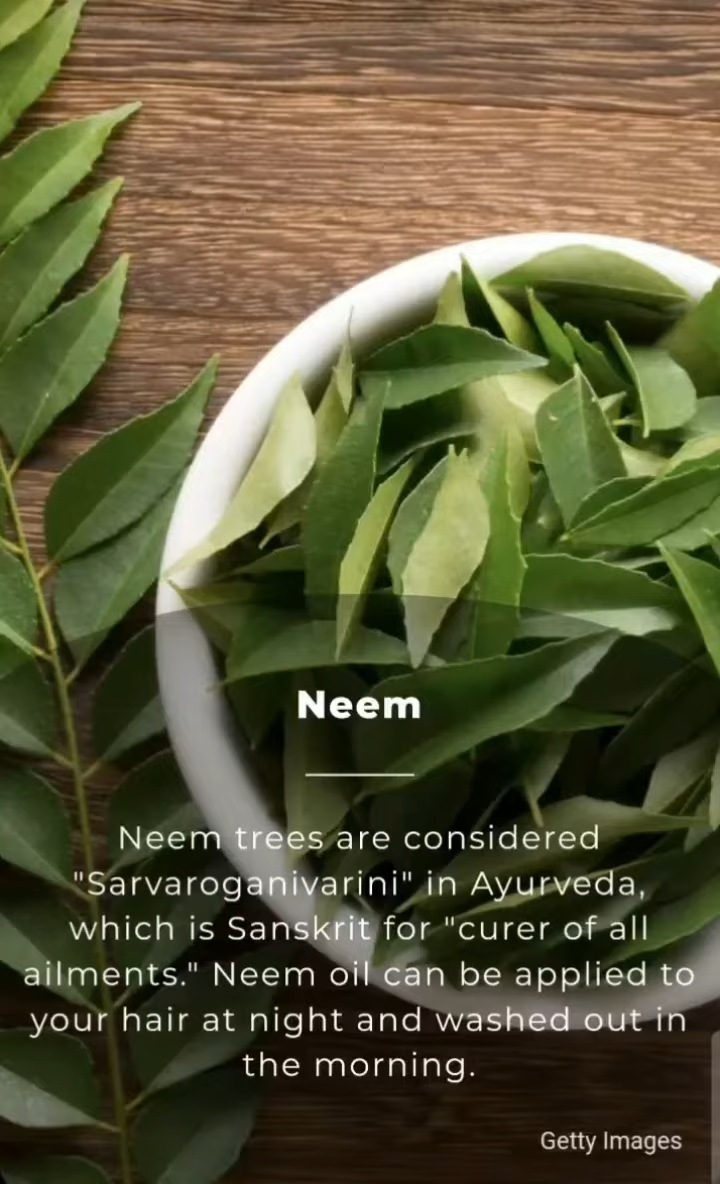 Neem
Neem trees are considered
"Sarvaroganivarini" in Ayurveda,
which is Sanskrit for "curer of all
ailments." Neem oil can be applied to
your hair at night and washed out in
the morning.
Getty Images